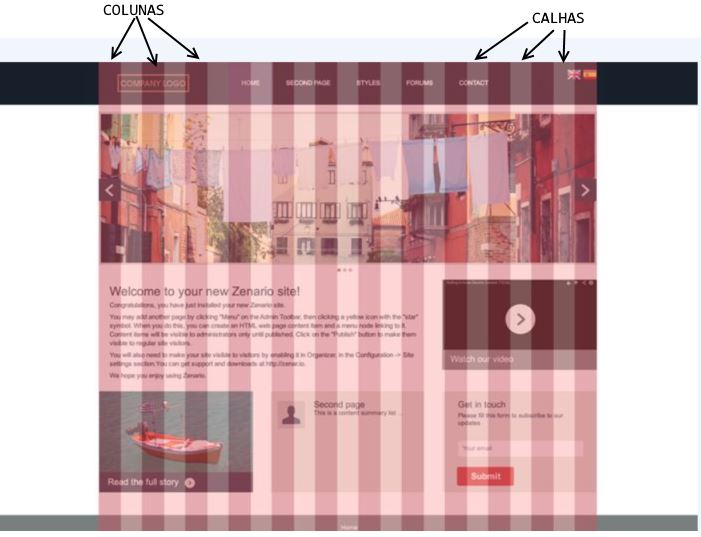 COLUNAS
CALHAS
COMPANY LOGO
HOME SECOND PAGE STYLES FORUMS CONTACT
Welcome to your new Zenario site!
Congratulations, you have just installed your new Zenario site.
You may add another page by clicking "Menu" on the Admin Toolbar, then clicking a yellow icon with the "star"
symbol. When you do this, you can create an HTML web page content item and a menu node linking to it.
Content items will be visible to administrators only until published. Click on the "Publish" button to make them
visible to regular site visitors.
You will also need to make your site visible to visitors by enabling it in Organizer, in the Configuration -> Site
settings section.You can get support and downloads at http://zenar.io.
We hope you enjoy using Zenario.
Watch our video
Read the full story
Second page
This is a content summary list ...
Get in touch
Please fill this form to subscribe to our
updates
Your email
Submit
Home